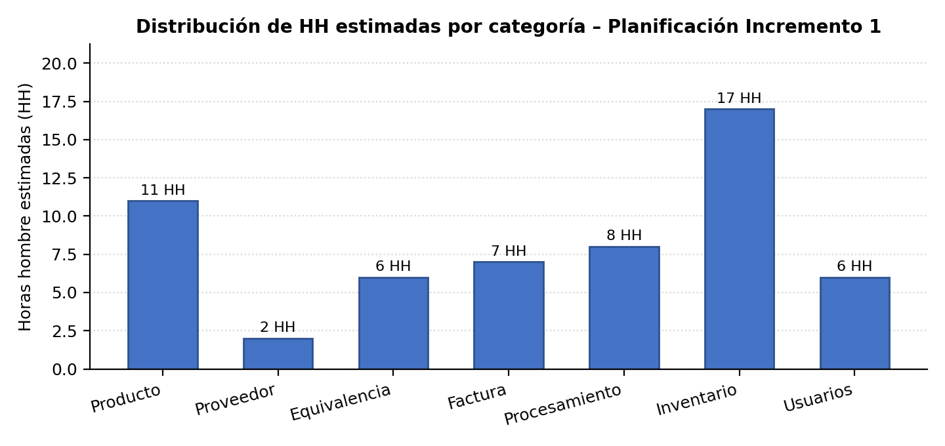 Distribución de HH estimadas por categoría – Planificación Incremento 1
Horas hombre estimadas (HH)
20.0
17.5
15.0
12.5
10.0
7.5
5.0
2.5
0.0
11 HH
2 HH
6 HH
7 HH
8 HH
17 HH
6 HH
Producto
Proveedor
Equivalencia
Factura
Procesamiento
Inventario
Usuarios